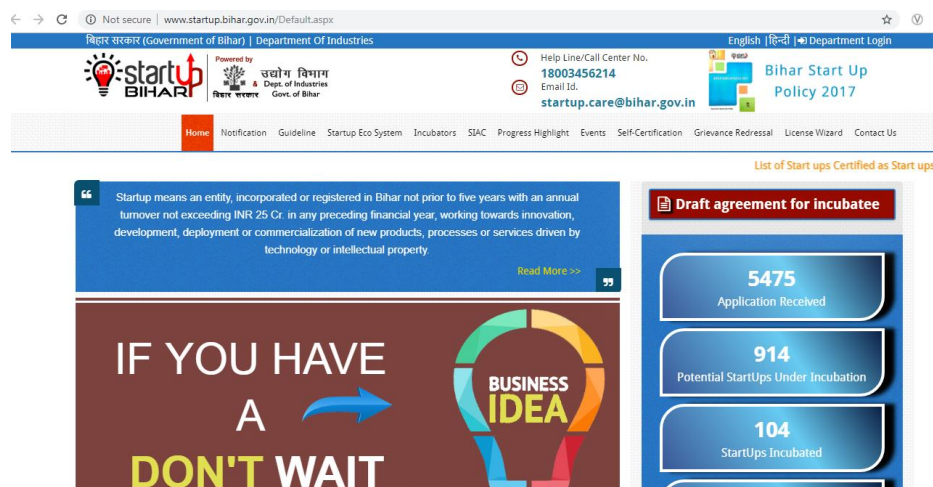 Not secure | www.startup.bihar.gov.in/Default.aspx
बिहार सरकार (Government of Bihar) | Department Of Industries
English |हिन्दी | Department Login
startup
BIHAR
Powered by
बिहार सरकार
&
उद्योग विभाग
Dept. of Industries
Govt. of Bihar
Help Line/Call Center No.
18003456214
Email Id.
startup.care@bihar.gov.in
Bihar Start Up
Policy 2017
Home Notification Guideline Startup Eco System Incubators SIAC Progress Highlight Events Self-Certification Grievance Redressal License Wizard Contact Us
List of Start ups Certified as Start ups
Startup means an entity, incorporated or registered in Bihar not prior to five years with an annual
turnover not exceeding INR 25 Cr. in any preceding financial year, working towards innovation,
development, deployment or commercialization of new products, processes or services driven by
technology or intellectual property.
Read More >>
Draft agreement for incubatee
5475
Application Received
914
Potential StartUps Under Incubation
104
StartUps Incubated
IF YOU HAVE
A
DON'T WAIT
BUSINESS
IDEA